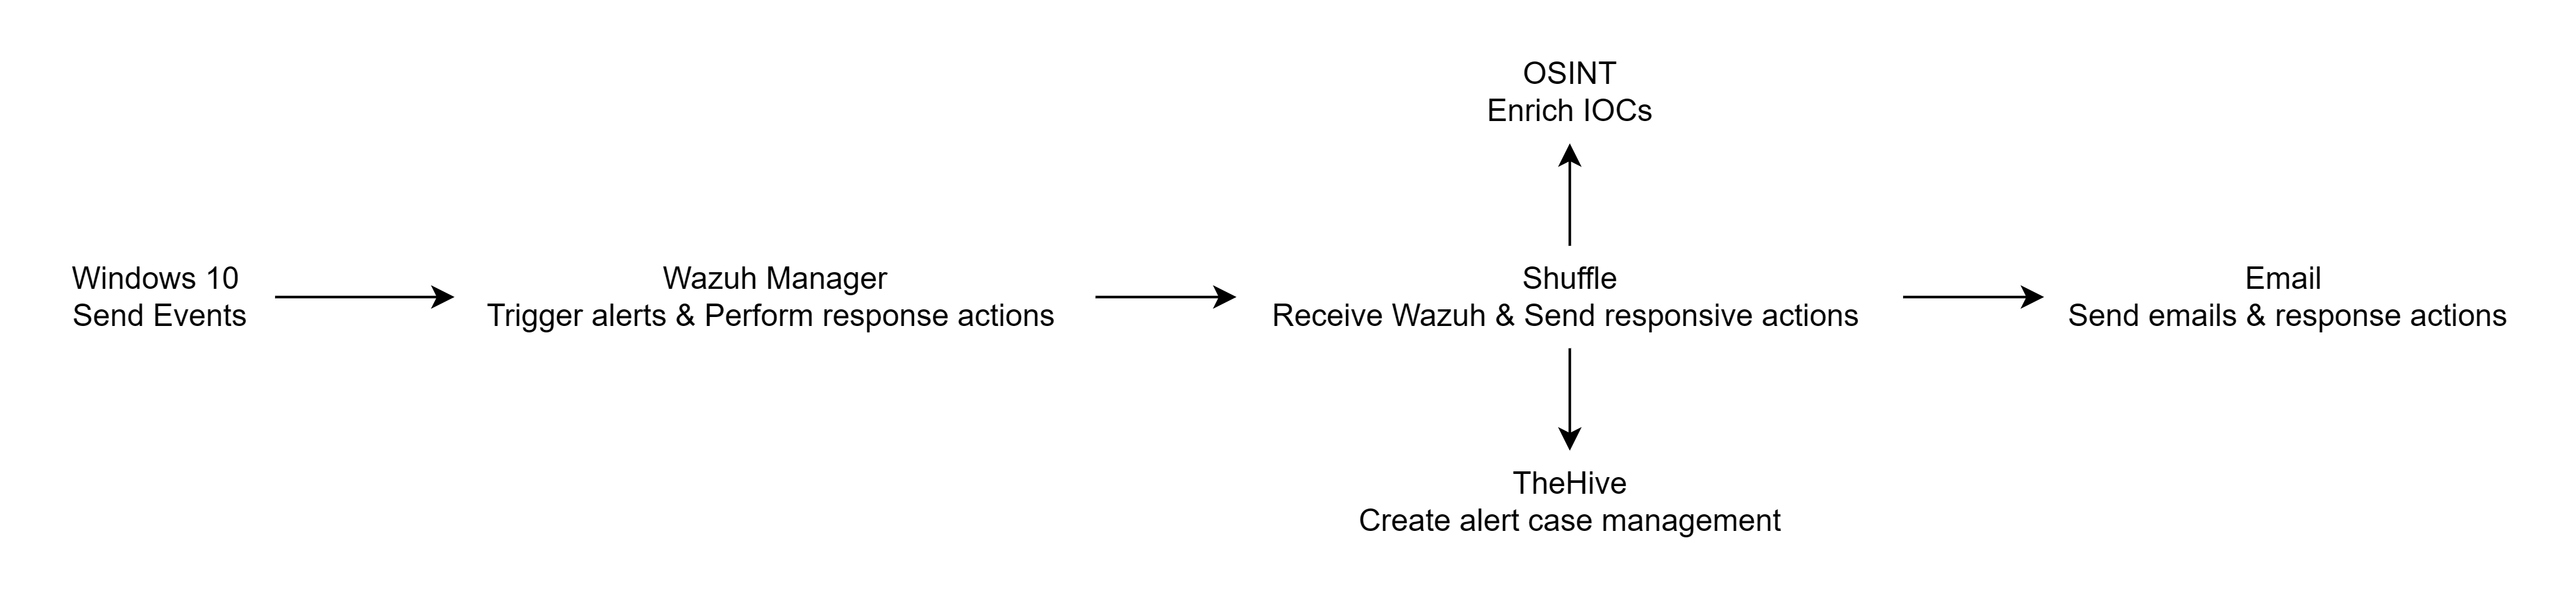 OSINT
Enrich IOCs
Windows 10
Send Events
Wazuh Manager
Trigger alerts & Perform response actions
Shuffle
Receive Wazuh & Send responsive actions
Email
Send emails & response actions
TheHive
Create alert case management